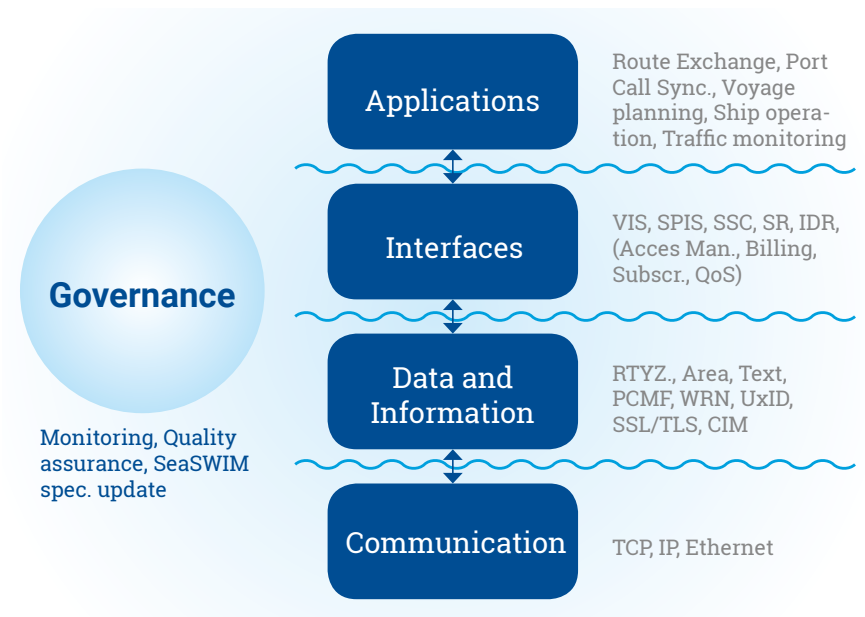 Applications
Route Exchange, Port
Call Sync., Voyage
planning, Ship opera-
tion, Traffic monitoring
Interfaces
VIS, SPIS, SSC, SR, IDR,
(Acces Man., Billing,
Subscr., QoS)
Governance
Monitoring, Quality
assurance, SeaSWIM
spec. update
Data and
Information
RTYZ., Area, Text,
PCMF, WRN, UxID,
SSL/TLS, CIM
Communication
TCP, IP, Ethernet